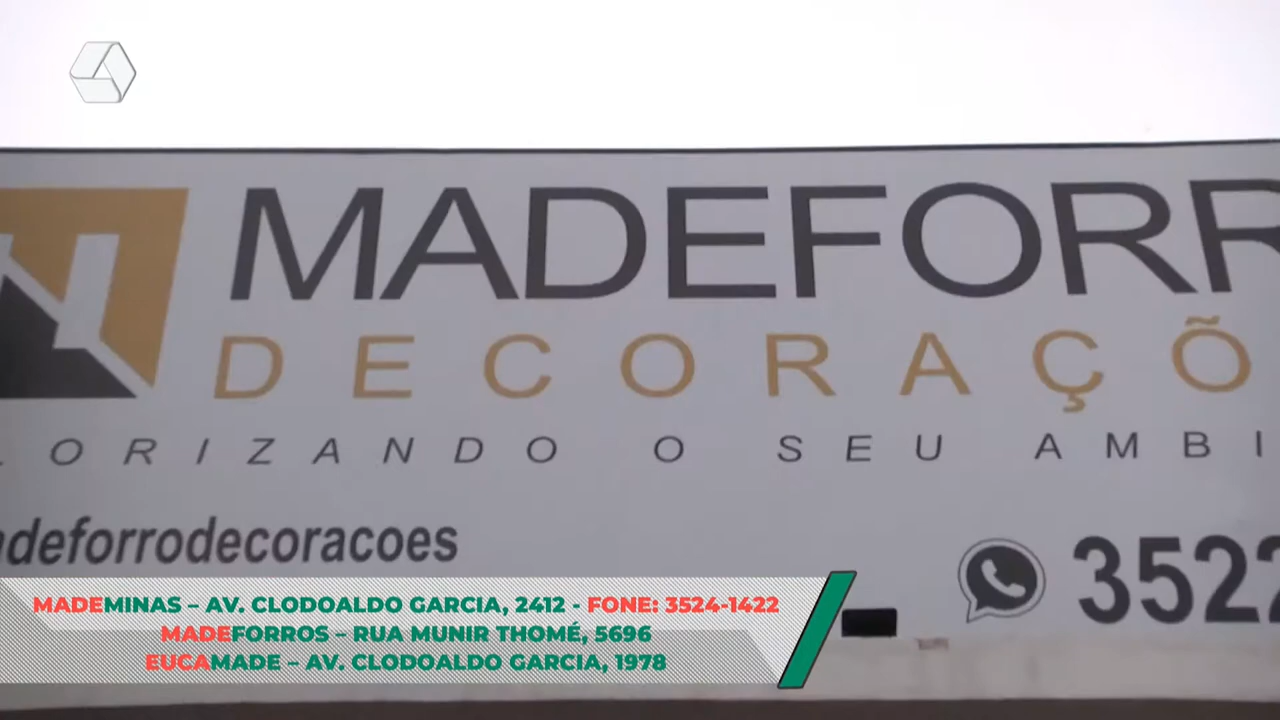 MADEFORR
DECORAÇÕ
ORIZANDO O SEU AMBI
deforrodecoracoes
3522
MADEMINAS – AV. CLODOALDO GARCIA, 2412 - FONE: 3524-1422
MADEFORROS – RUA MUNIR THOMÉ, 5696
EUCAMADE – AV. CLODOALDO GARCIA, 1978